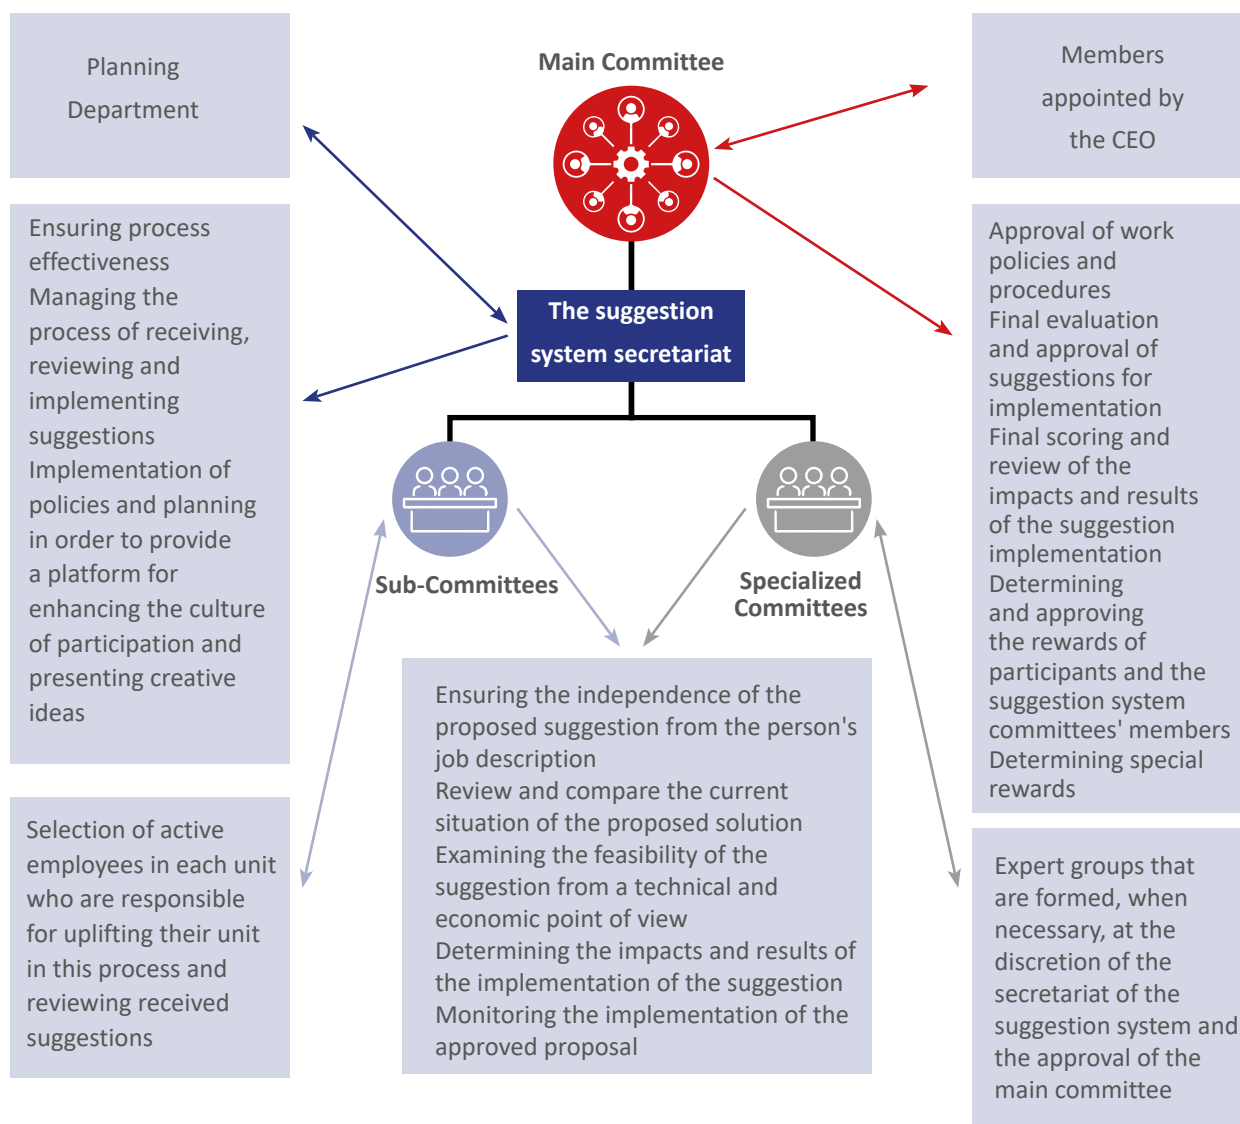 Planning
Department
Main Committee
Members
appointed by
the CEO
Ensuring process
effectiveness
Managing the
process of receiving,
reviewing and
implementing
suggestions
Implementation of
policies and planning
in order to provide
a platform for
enhancing the culture
of participation and
presenting creative
ideas
The suggestion
system secretariat
Approval of work
policies and
procedures
Final evaluation
and approval of
suggestions for
implementation
Final scoring and
review of the
impacts and results
of the suggestion
implementation
Determining
and approving
the rewards of
participants and the
suggestion system
committees' members
Determining special
rewards
Sub-Committees
Specialized
Committees
Selection of active
employees in each unit
who are responsible
for uplifting their unit
in this process and
reviewing received
suggestions
Ensuring the independence of the
proposed suggestion from the person's
job description
Review and compare the current
situation of the proposed solution
Examining the feasibility of the
suggestion from a technical and
economic point of view
Determining the impacts and results of
the implementation of the suggestion
Monitoring the implementation of the
approved proposal
Expert groups that
are formed, when
necessary, at the
discretion of the
secretariat of the
suggestion system and
the approval of the
main committee